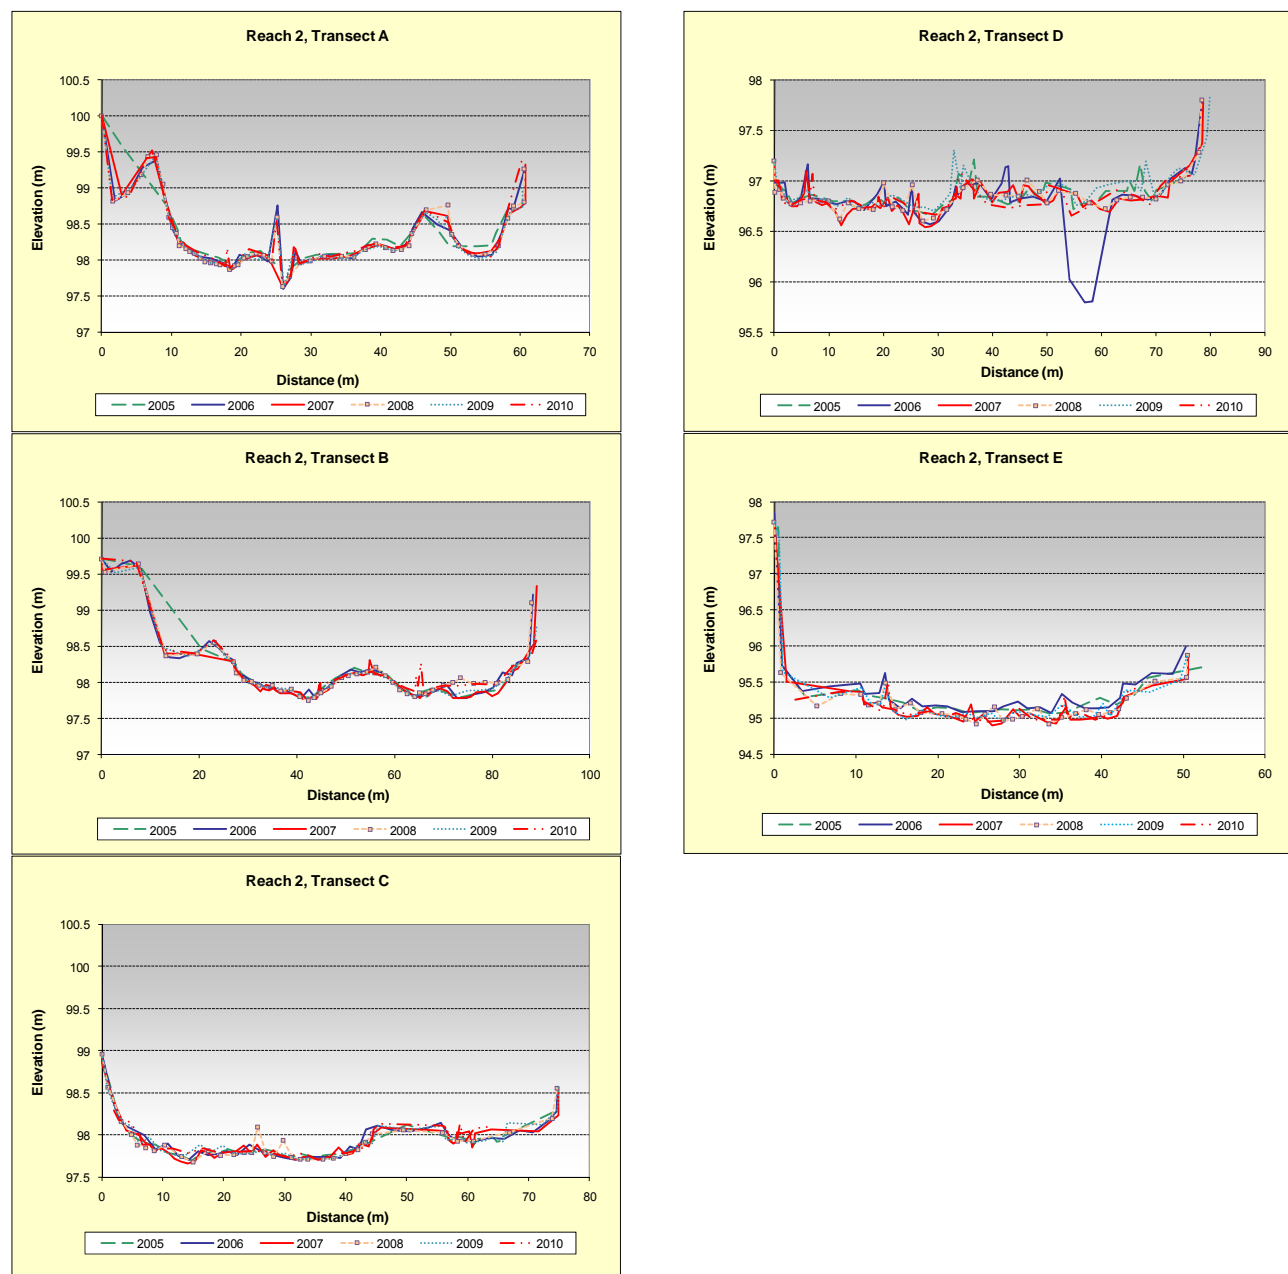 Reach 2, Transect A
100.5
100
99.5
99
98.5
98
97.5
97
Elevation (m)
0 10 20 30 40 50 60 70
Distance (m)
2005 2006 2007 2008 2009 2010
Reach 2, Transect D
98
97.5
97
96.5
96
95.5
Elevation (m)
0 10 20 30 40 50 60 70 80 90
Distance (m)
2005 2006 2007 2008 2009 2010
Reach 2, Transect B
100.5
100
99.5
99
98.5
98
97.5
97
Elevation (m)
0 20 40 60 80 100
Distance (m)
2005 2006 2007 2008 2009 2010
Reach 2, Transect E
98
97.5
97
96.5
96
95.5
95
94.5
Elevation (m)
0 10 20 30 40 50 60
Distance (m)
2005 2006 2007 2008 2009 2010
Reach 2, Transect C
100.5
100
99.5
99
98.5
98
97.5
Elevation (m)
0 10 20 30 40 50 60 70 80
Distance (m)
2005 2006 2007 2008 2009 2010